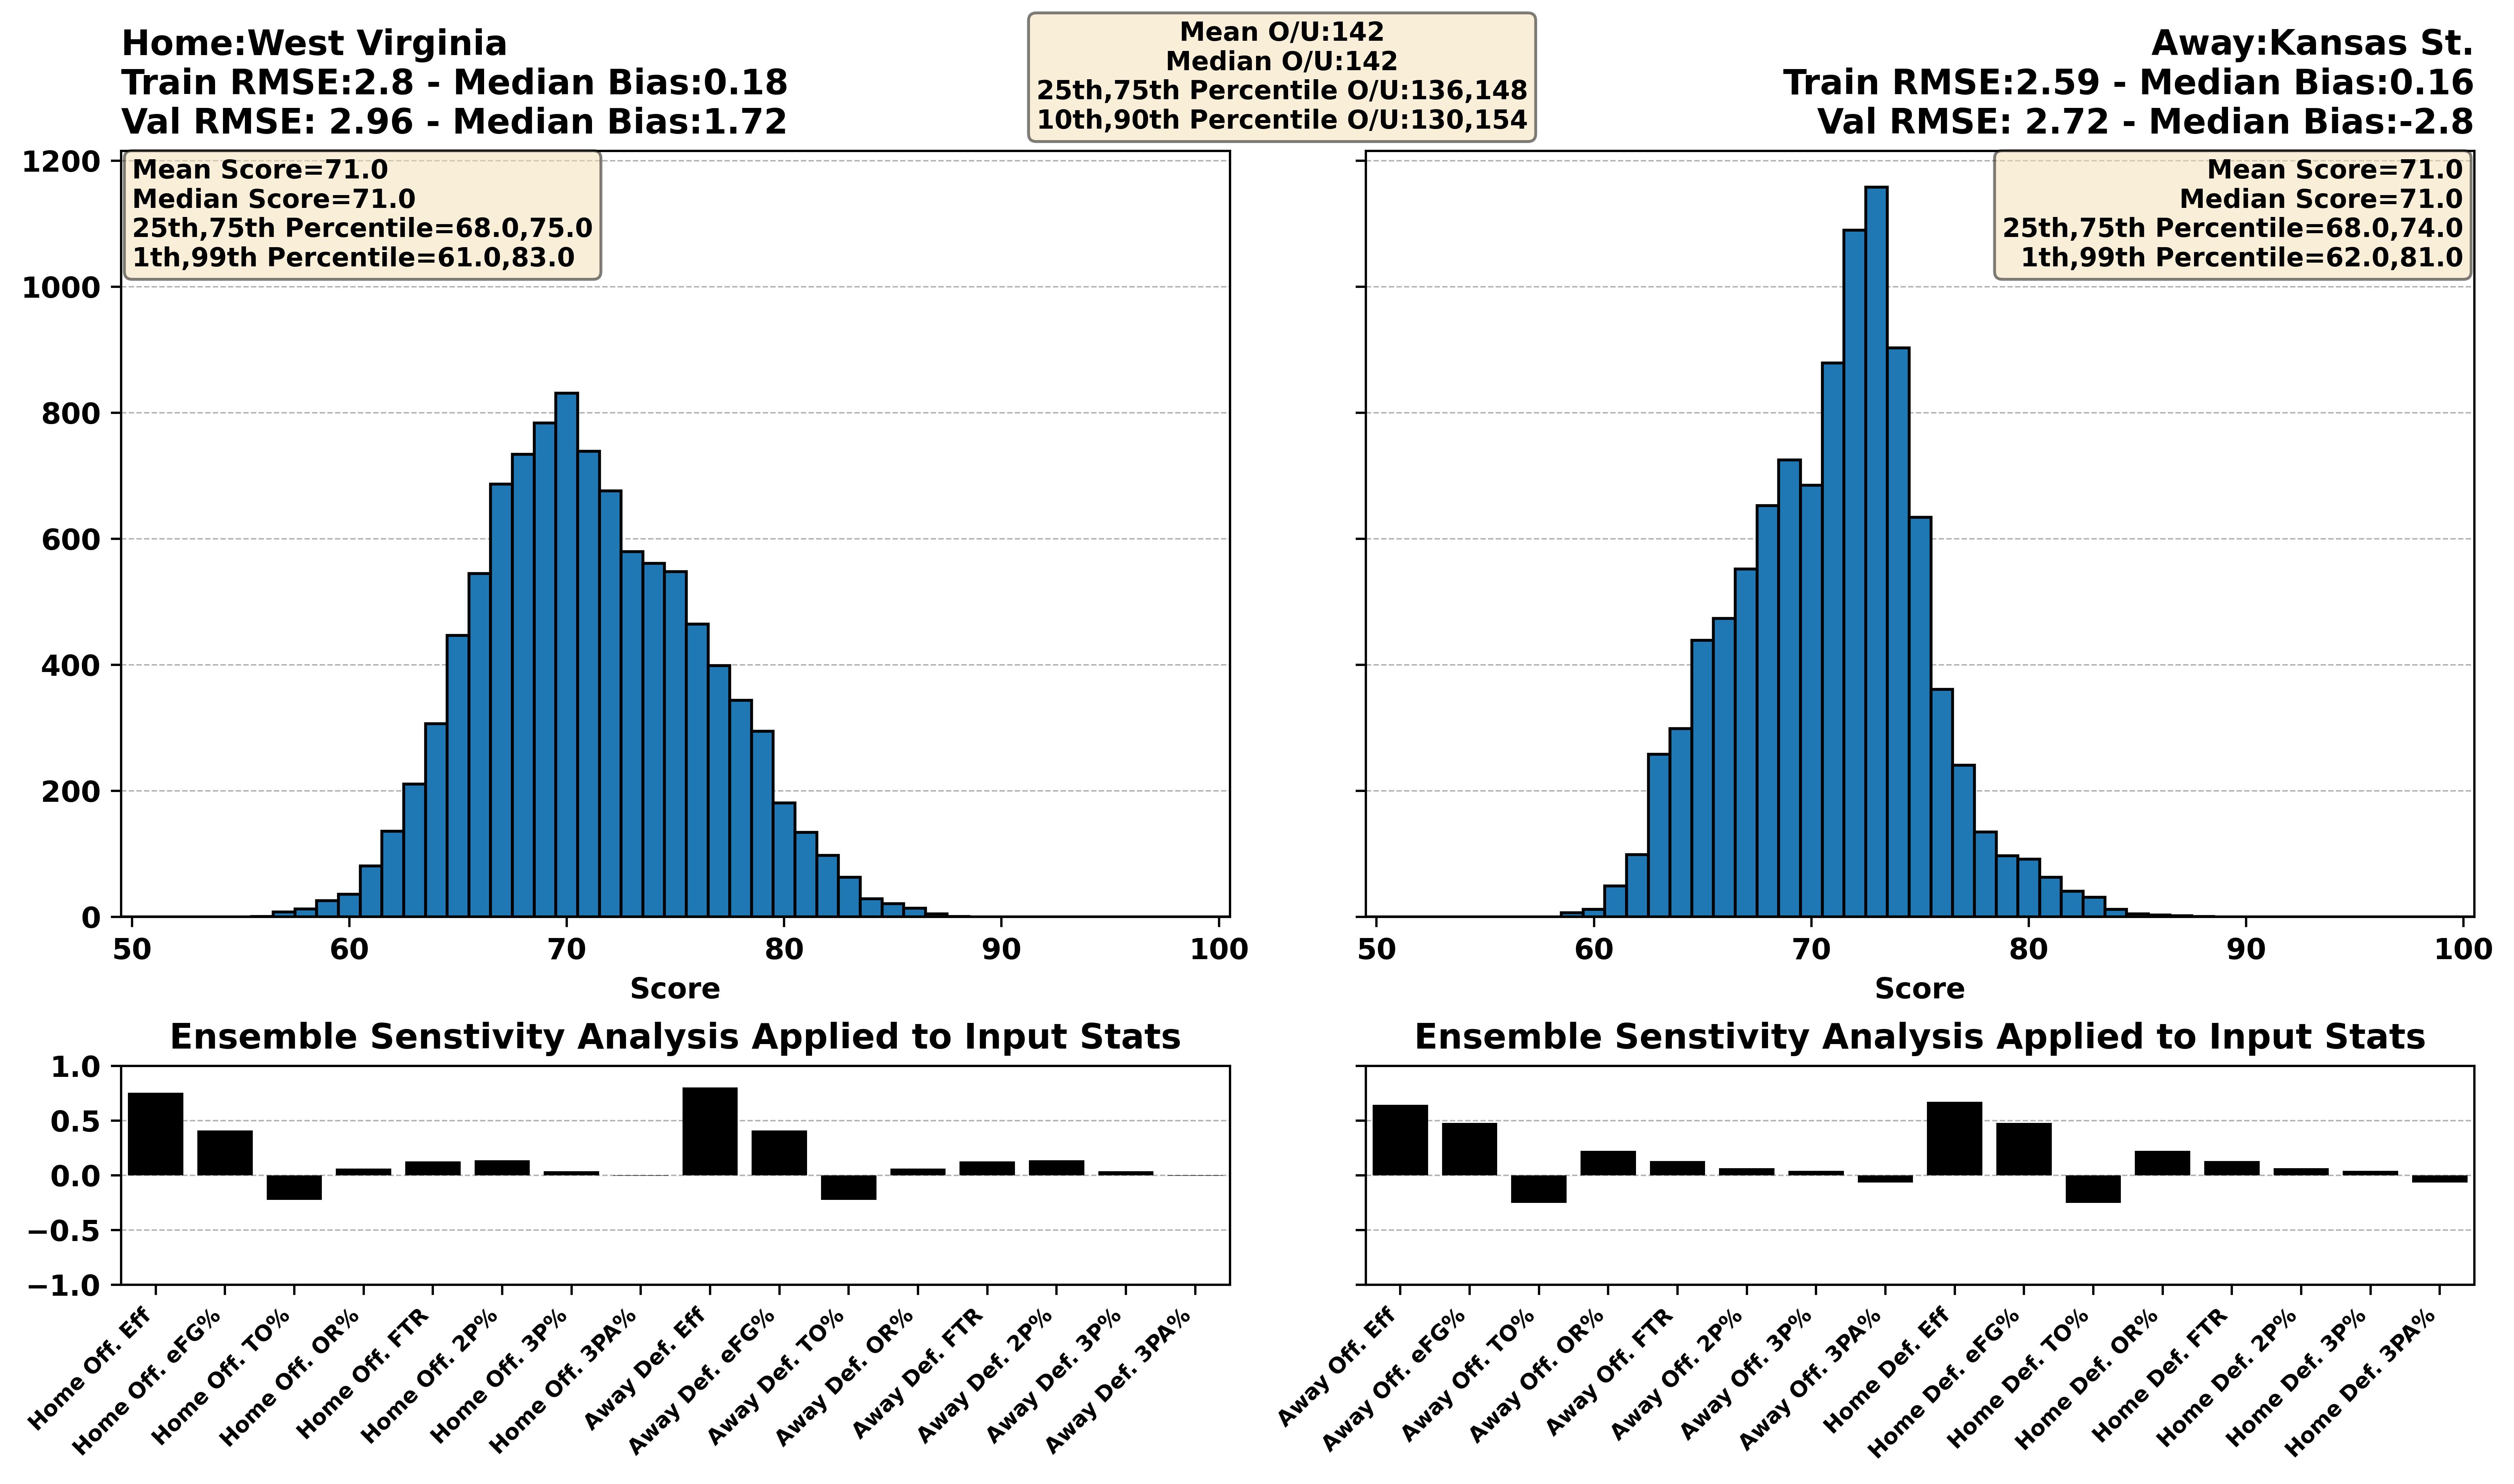 Home:West Virginia
Train RMSE:2.8 - Median Bias:0.18
Val RMSE: 2.96 - Median Bias:1.72
Mean O/U:142
Median O/U:142
25th,75th Percentile O/U:136,148
10th,90th Percentile O/U:130,154
Away:Kansas St.
Train RMSE:2.59 - Median Bias:0.16
Val RMSE: 2.72 - Median Bias:-2.8
Mean Score=71.0
Median Score=71.0
25th,75th Percentile=68.0,75.0
1th,99th Percentile=61.0,83.0
1200
1000
800
600
400
200
0
50 60 70 80 90 100
Score
Mean Score=71.0
Median Score=71.0
25th,75th Percentile=68.0,74.0
1th,99th Percentile=62.0,81.0
50 60 70 80 90 100
Score
Ensemble Senstivity Analysis Applied to Input Stats
1.0
0.5
0.0
−0.5
−1.0
Home Off. Eff
Home Off. eFG%
Home Off. TO%
Home Off. OR%
Home Off. FTR
Home Off. 2P%
Home Off. 3P%
Home Off. 3PA%
Away Def. Eff
Away Def. eFG%
Away Def. TO%
Away Def. OR%
Away Def. FTR
Away Def. 2P%
Away Def. 3P%
Away Def. 3PA%
Ensemble Senstivity Analysis Applied to Input Stats
Away Off. Eff
Away Off. eFG%
Away Off. TO%
Away Off. OR%
Away Off. FTR
Away Off. 2P%
Away Off. 3P%
Away Off. 3PA%
Home Def. Eff
Home Def. eFG%
Home Def. TO%
Home Def. OR%
Home Def. FTR
Home Def. 2P%
Home Def. 3P%
Home Def. 3PA%